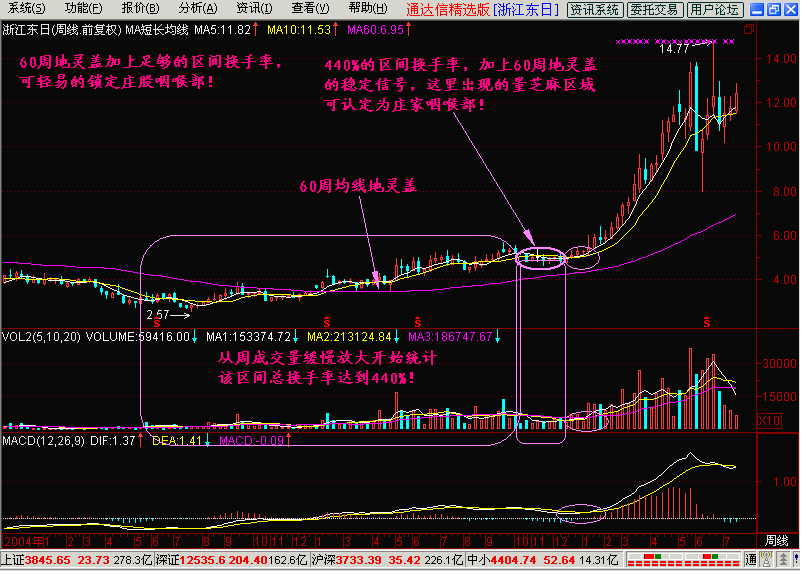 系统(S) 功能(F) 报价(B) 分析(A) 资讯(I) 查看(V) 帮助(H) 通达信精选版 [浙江东日] 资讯系统 委托交易 用户论坛
浙江东日(周线.前复权) MA短长均线 MA5:11.82↑ MA10:11.53↑ MA60:6.95↑
14.77
14.00
60周地灵盖加上足够的区间换手率，
可轻易的锁定庄股咽喉部！
440%的区间换手率，加上60周地灵盖
的稳定信号，这里出现的量芝麻区域
可认定为庄家咽喉部！
12.00
10.00
60周均线地灵盖
8.00
6.00
4.00
2.57
VOL2(5,10,20) VOLUME:59416.00↓ MA1:153374.72↓ MA2:213124.84↓ MA3:186747.67↓
从周成交量缓慢放大开始统计
该区间总换手率达到440%！
30000
15000
X10
MACD(12,26,9) DIF:1.37↑ DEA:1.41↓ MACD:-0.09↑
1.00
2004年 1 2 3 4 5 6 7 8 9 10 11 12 1 2 3 4 5 6 7 8 9 10 11 12 1 2 3 4 5 6 7 周线
上证3845.65 23.73 278.3亿 深证12535.6 204.40 162.6亿 沪深3733.39 35.42 226.1亿 中小4404.74 52.64 14.31亿 通